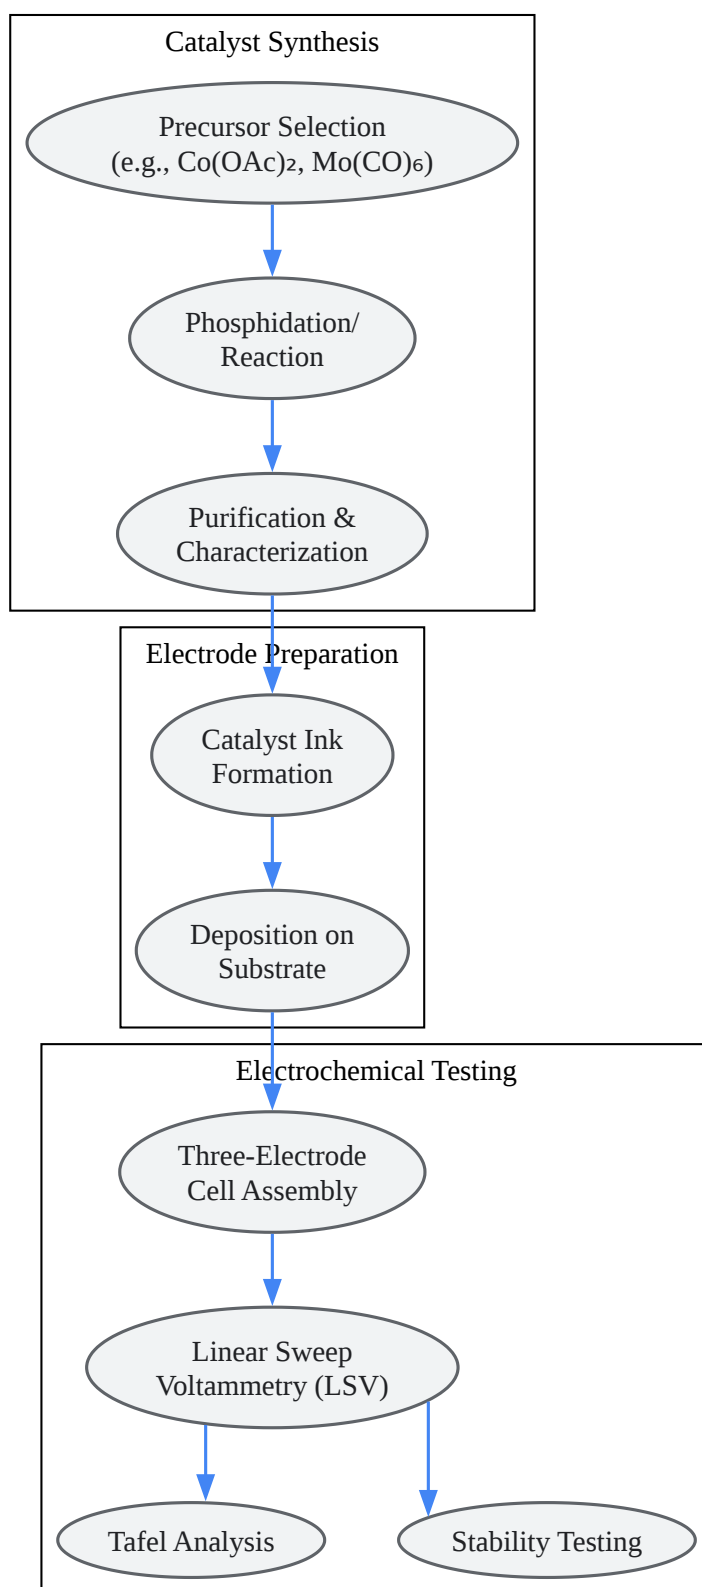 Catalyst Synthesis
Precursor Selection
(e.g., Co(OAc)₂, Mo(CO)₆)
Phosphidation/
Reaction
Purification &
Characterization
Electrode Preparation
Catalyst Ink
Formation
Deposition on
Substrate
Electrochemical Testing
Three-Electrode
Cell Assembly
Linear Sweep
Voltammetry (LSV)
Tafel Analysis
Stability Testing